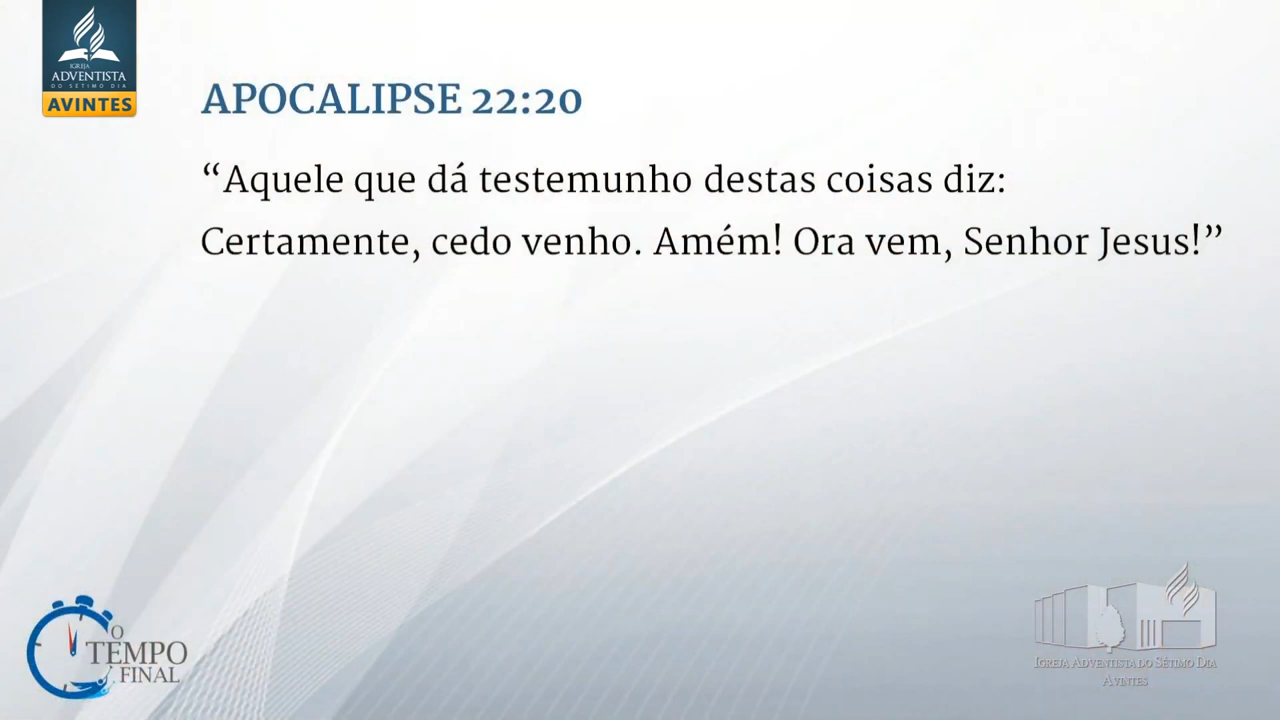 IGREJA
ADVENTISTA
DO SÉTIMO DIA
AVINTES
APOCALIPSE 22:20
“Aquele que dá testemunho destas coisas diz:
Certamente, cedo venho. Amém! Ora vem, Senhor Jesus!”
O
TEMPO
FINAL
IGREJA ADVENTISTA DO SÉTIMO DIA
AVINTES